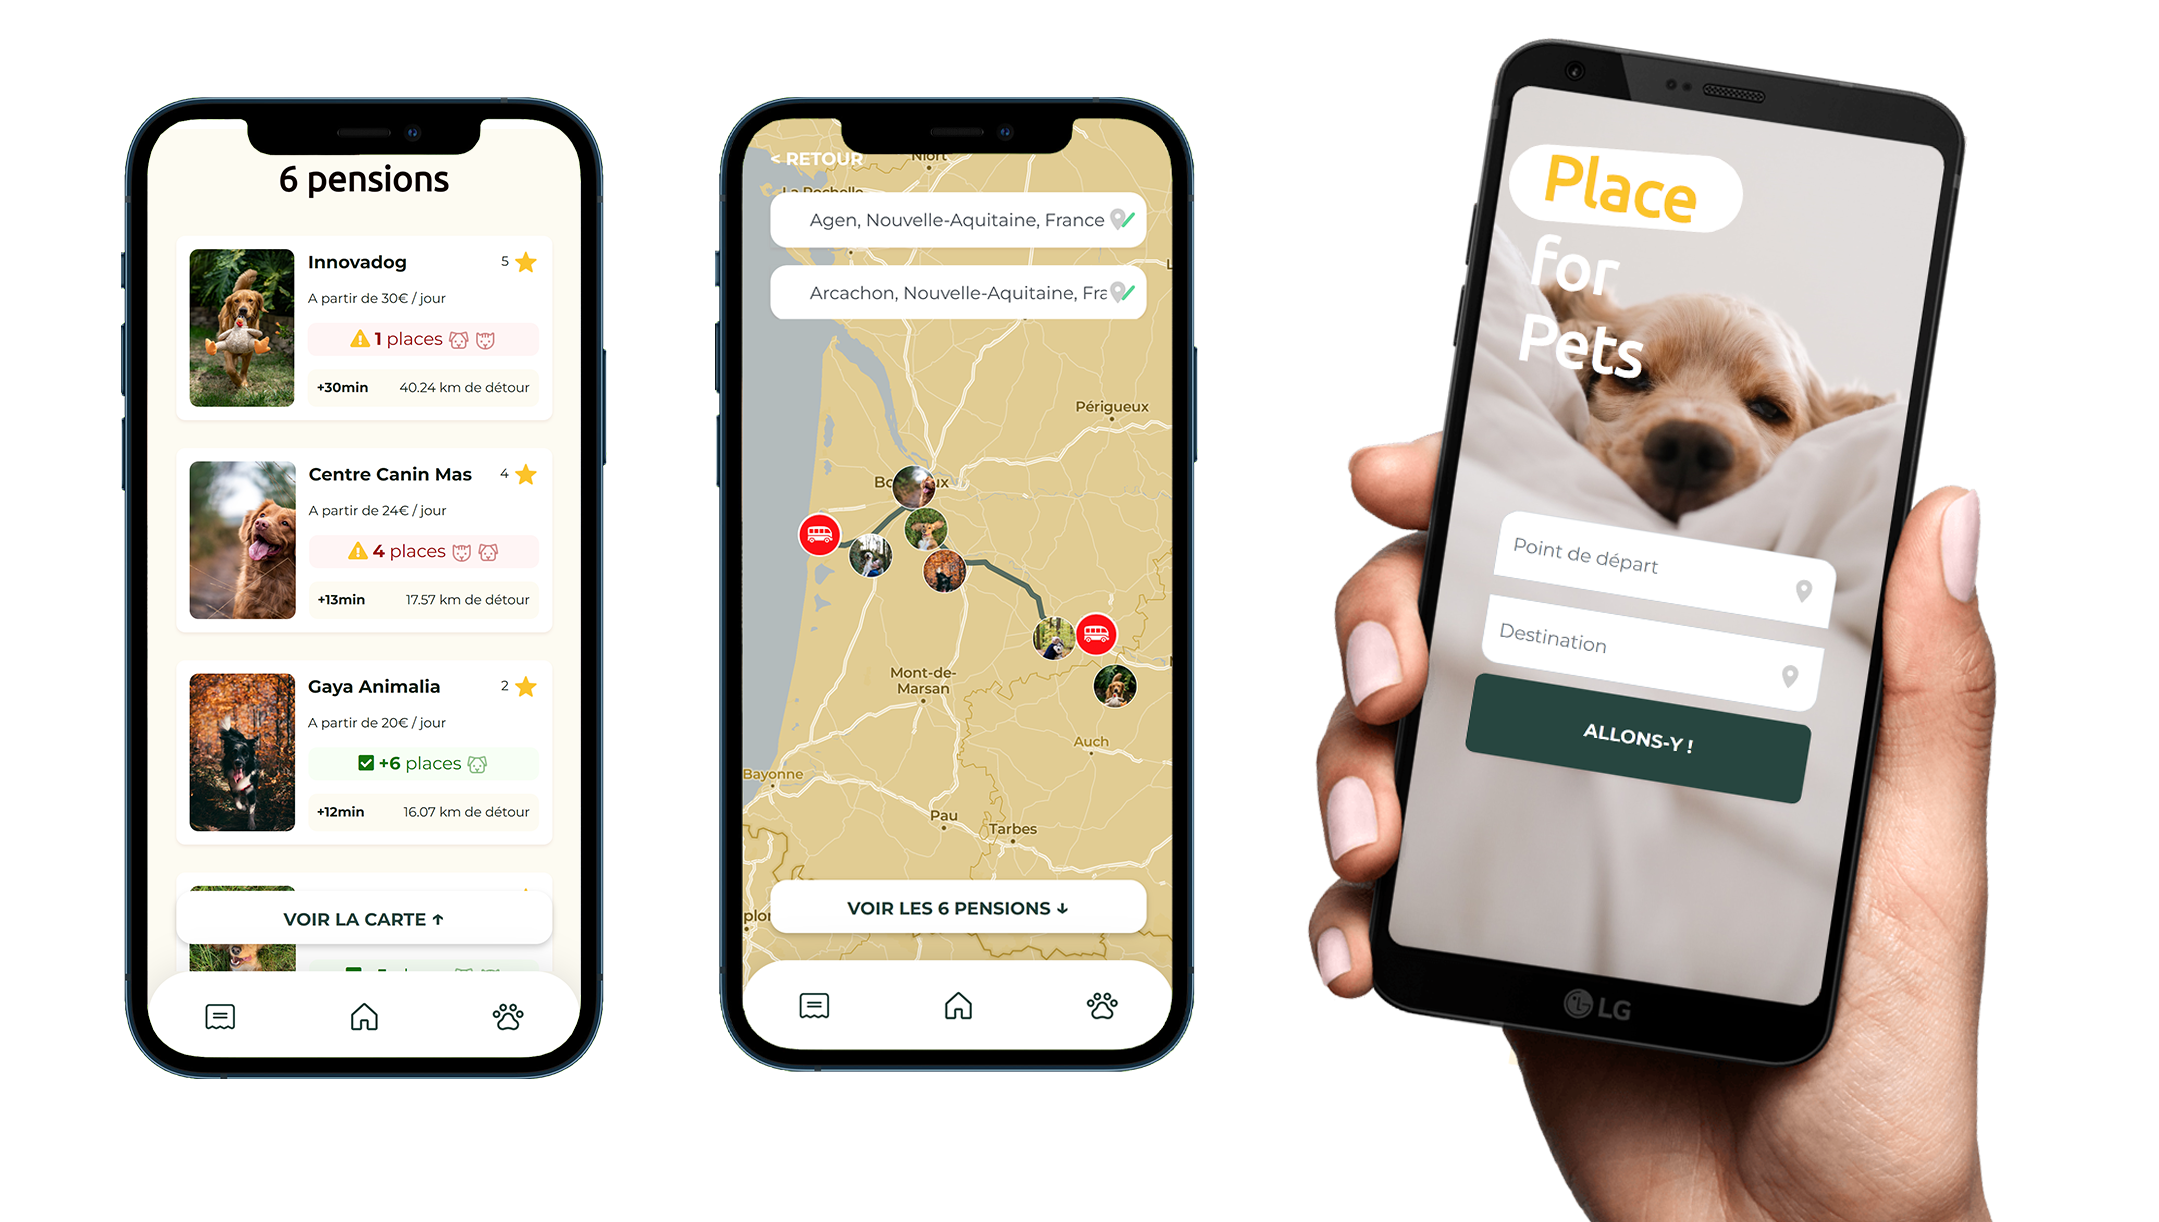 6 pensions
Innovadog
5
A partir de 30€ / jour
1 places
+30min
40.24 km de détour
Centre Canin Mas
4
A partir de 24€ / jour
4 places
+13min
17.57 km de détour
Gaya Animalia
2
A partir de 20€ / jour
+6 places
+12min
16.07 km de détour
VOIR LA CARTE ↑
< RETOUR
Niort
La Rochelle
Agen, Nouvelle-Aquitaine, France
Arcachon, Nouvelle-Aquitaine, Fra
Périgueux
Mont-de-
Marsan
Auch
Bayonne
Pau
Tarbes
VOIR LES 6 PENSIONS ↓
Place
for
Pets
Point de départ
Destination
ALLONS-Y !
LG